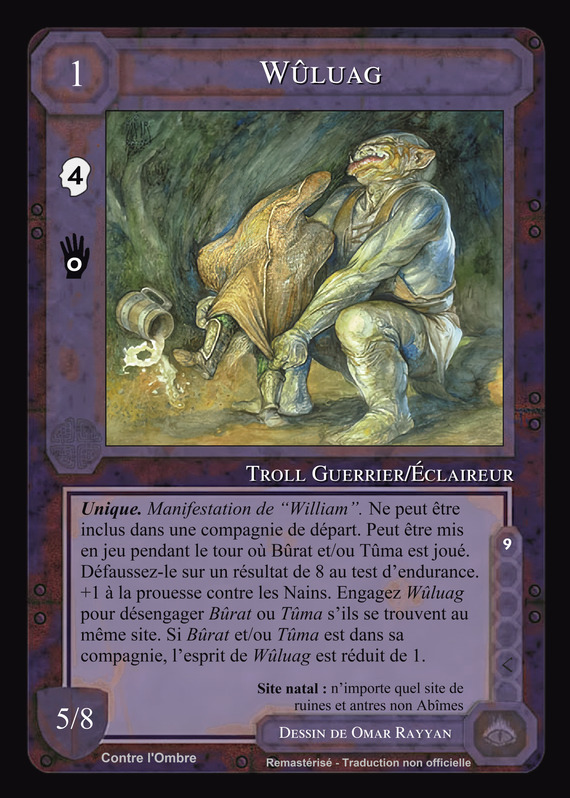 1
Wûluag
4
0
Troll Guerrier/Éclaireur
Unique. Manifestation de “William”. Ne peut être
inclus dans une compagnie de départ. Peut être mis
en jeu pendant le tour où Bûrat et/ou Tûma est joué.
Défaussez-le sur un résultat de 8 au test d’endurance.
+1 à la prouesse contre les Nains. Engagez Wûluag
pour désengager Bûrat ou Tûma s’ils se trouvent au
même site. Si Bûrat et/ou Tûma est dans sa
compagnie, l’esprit de Wûluag est réduit de 1.
9
Site natal : n’importe quel site de
ruines et antres non Abîmes
5/8
Dessin de Omar Rayyan
Contre l'Ombre
Remastérisé - Traduction non officielle